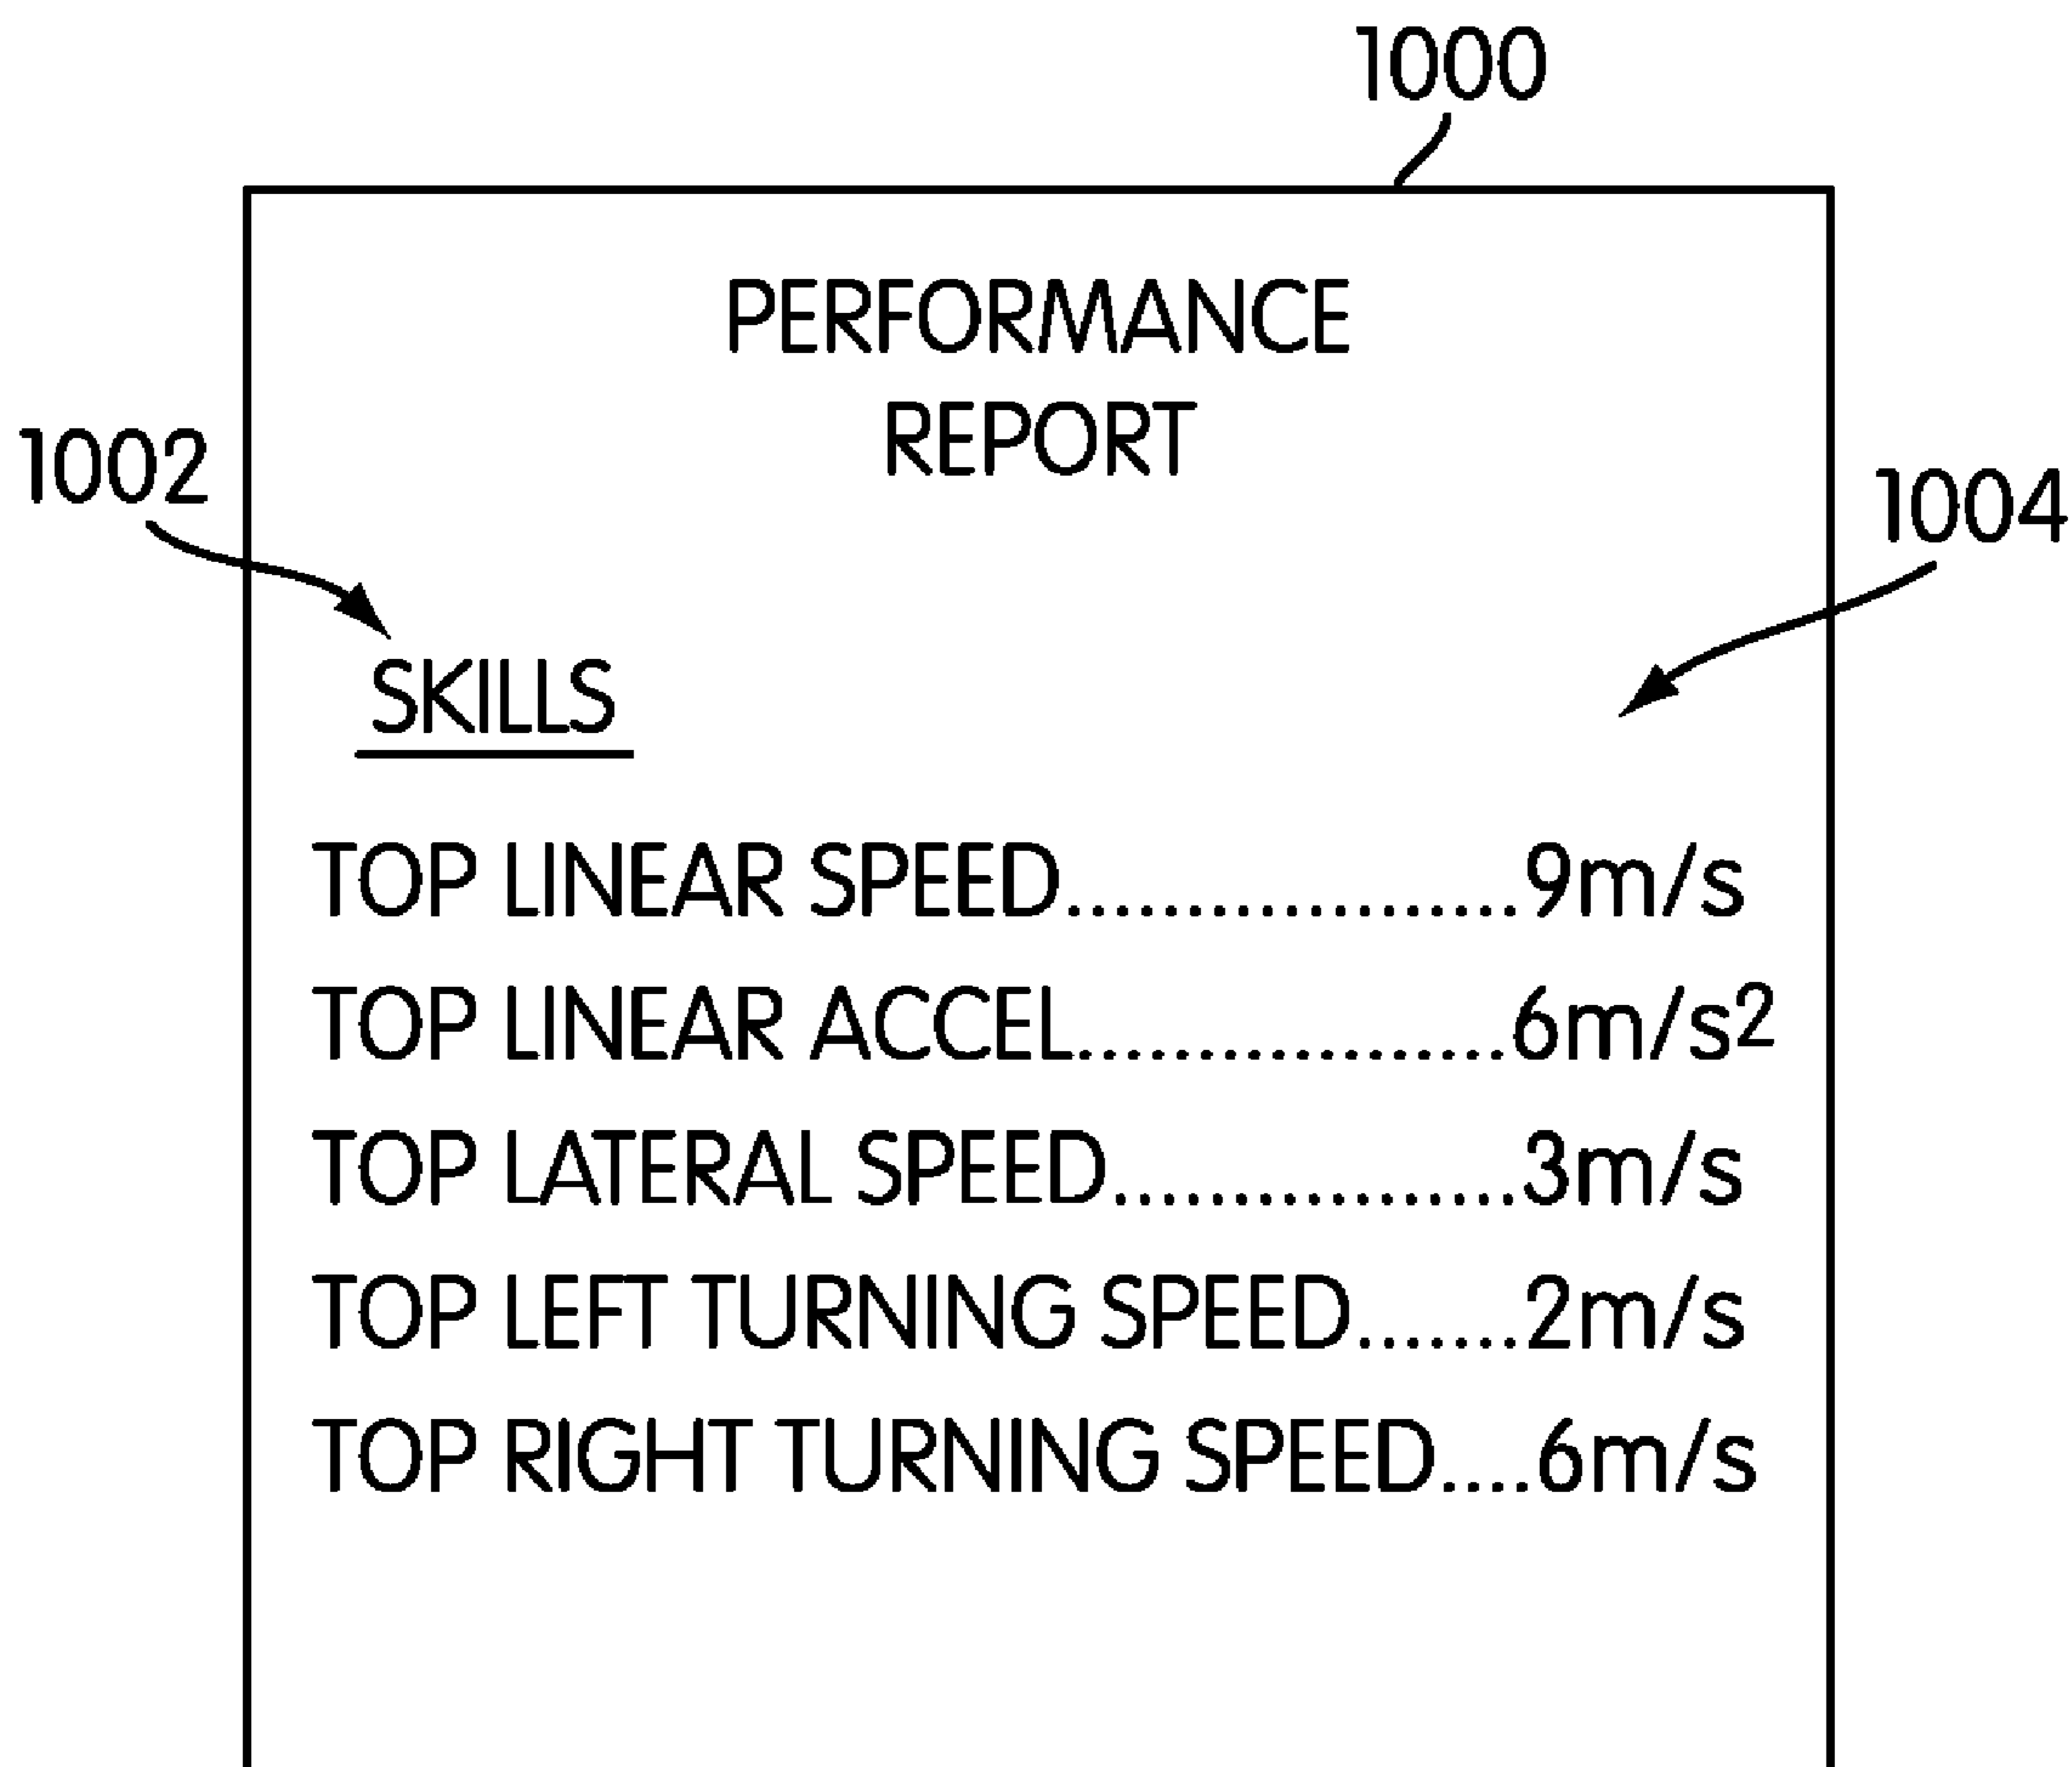 1000
PERFORMANCE
REPORT
1002
1004
SKILLS
TOP LINEAR SPEED...................9m/s
TOP LINEAR ACCEL..................6m/s2
TOP LATERAL SPEED.................3m/s
TOP LEFT TURNING SPEED.......2m/s
TOP RIGHT TURNING SPEED....6m/s